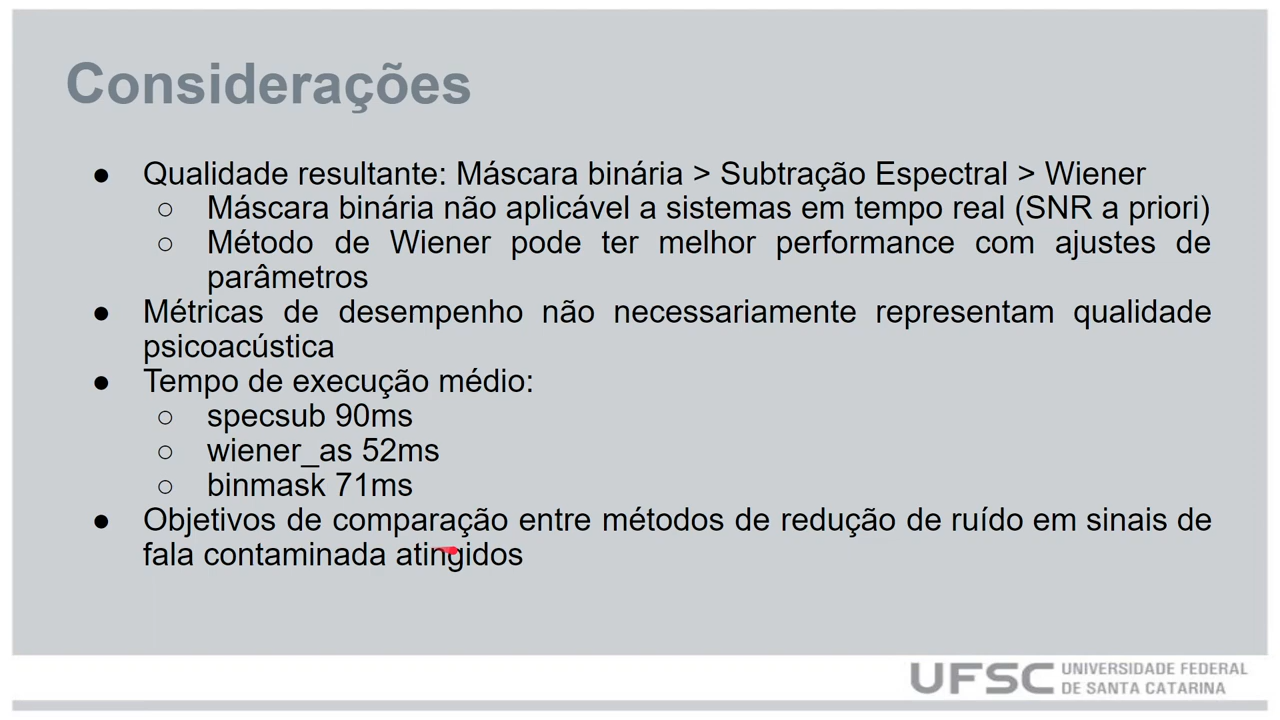 Considerações
● Qualidade resultante: Máscara binária > Subtração Espectral > Wiener
○ Máscara binária não aplicável a sistemas em tempo real (SNR a priori)
○ Método de Wiener pode ter melhor performance com ajustes de
parâmetros
● Métricas de desempenho não necessariamente representam qualidade
psicoacústica
● Tempo de execução médio:
○ specsub 90ms
○ wiener_as 52ms
○ binmask 71ms
● Objetivos de comparação entre métodos de redução de ruído em sinais de
fala contaminada atingidos
UFSC UNIVERSIDADE FEDERAL
DE SANTA CATARINA